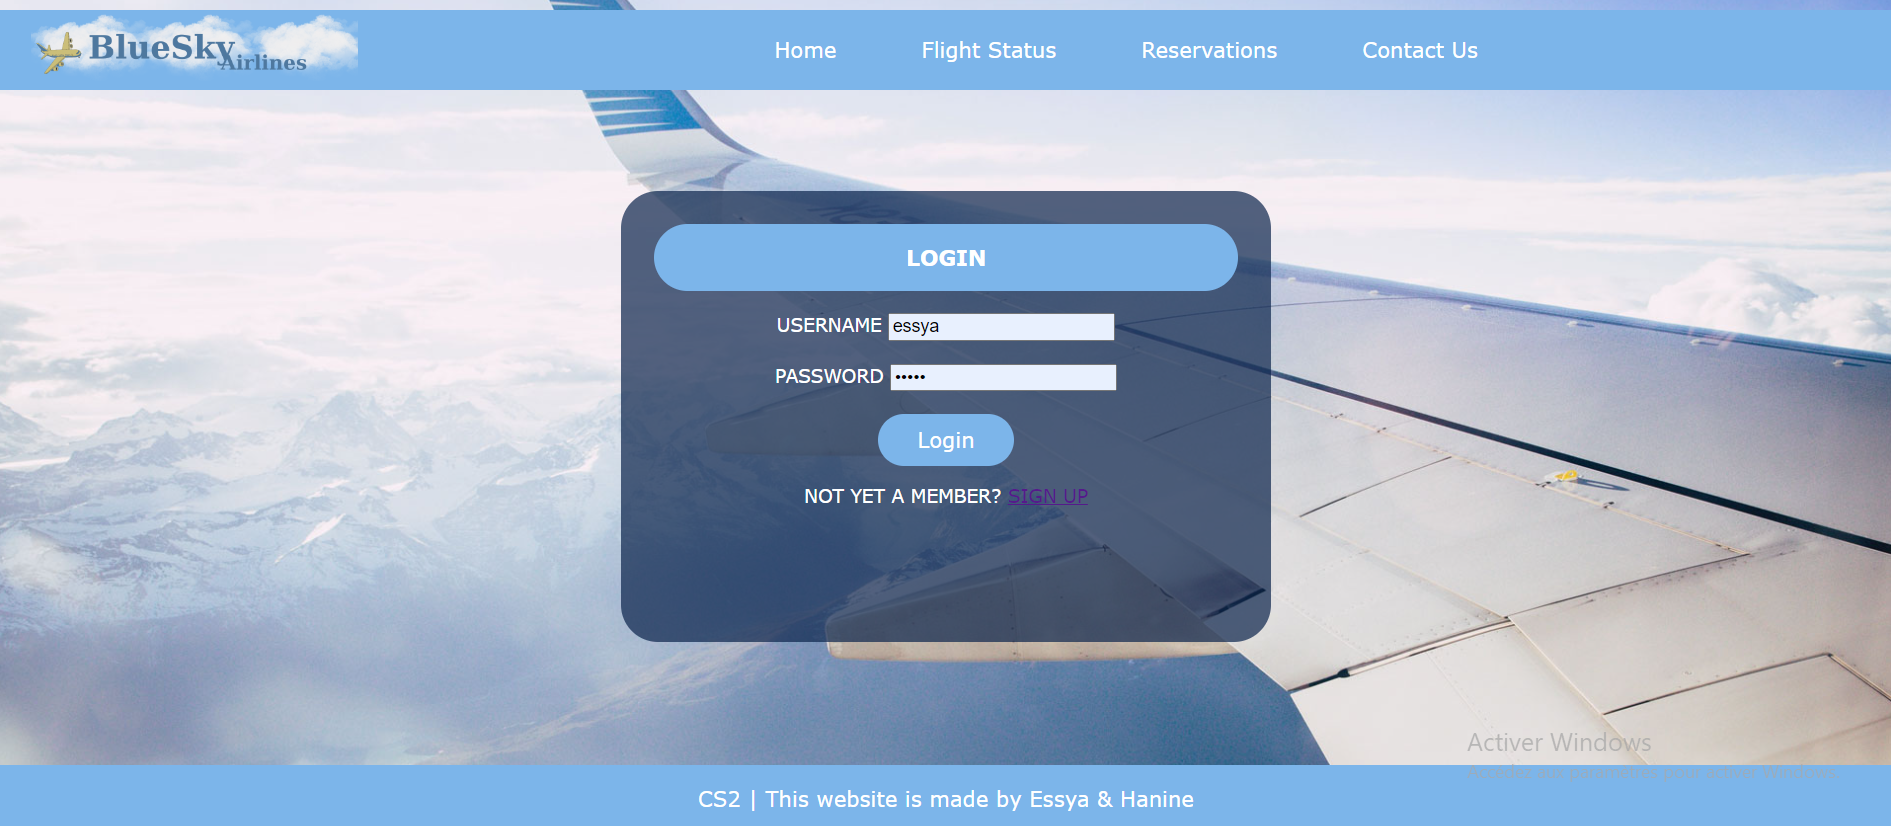 BlueSky
Airlines
Home
Flight Status
Reservations
Contact Us
LOGIN
USERNAME essya
PASSWORD •••••
Login
NOT YET A MEMBER? SIGN UP
Activer Windows
CS2 | This website is made by Essya & Hanine